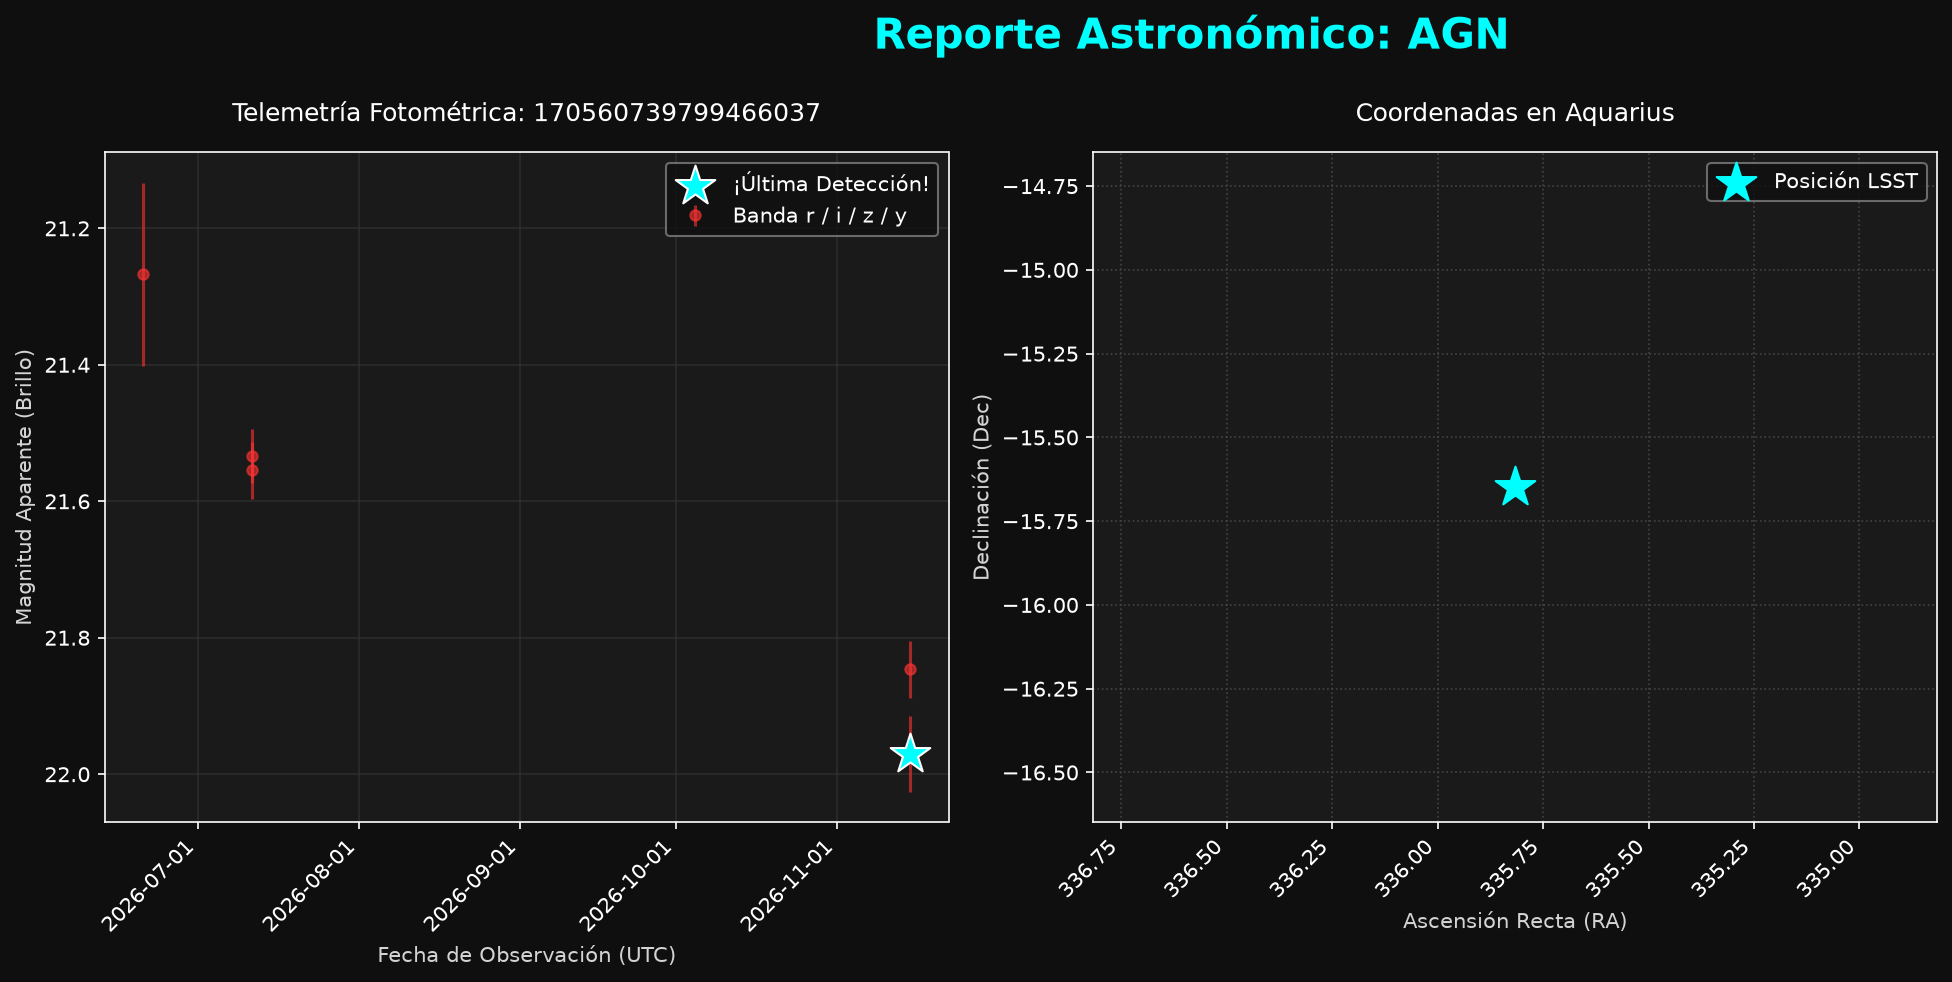 Reporte Astronómico: AGN
Telemetría Fotométrica: 170560739799466037
¡Última Detección!
Banda r / i / z / y
21.2
21.4
21.6
21.8
22.0
Magnitud Aparente (Brillo)
2026-07-01
2026-08-01
2026-09-01
2026-10-01
2026-11-01
Fecha de Observación (UTC)
Coordenadas en Aquarius
Posición LSST
−14.75
−15.00
−15.25
−15.50
−15.75
−16.00
−16.25
−16.50
Declinación (Dec)
336.75
336.50
336.25
336.00
335.75
335.50
335.25
335.00
Ascensión Recta (RA)